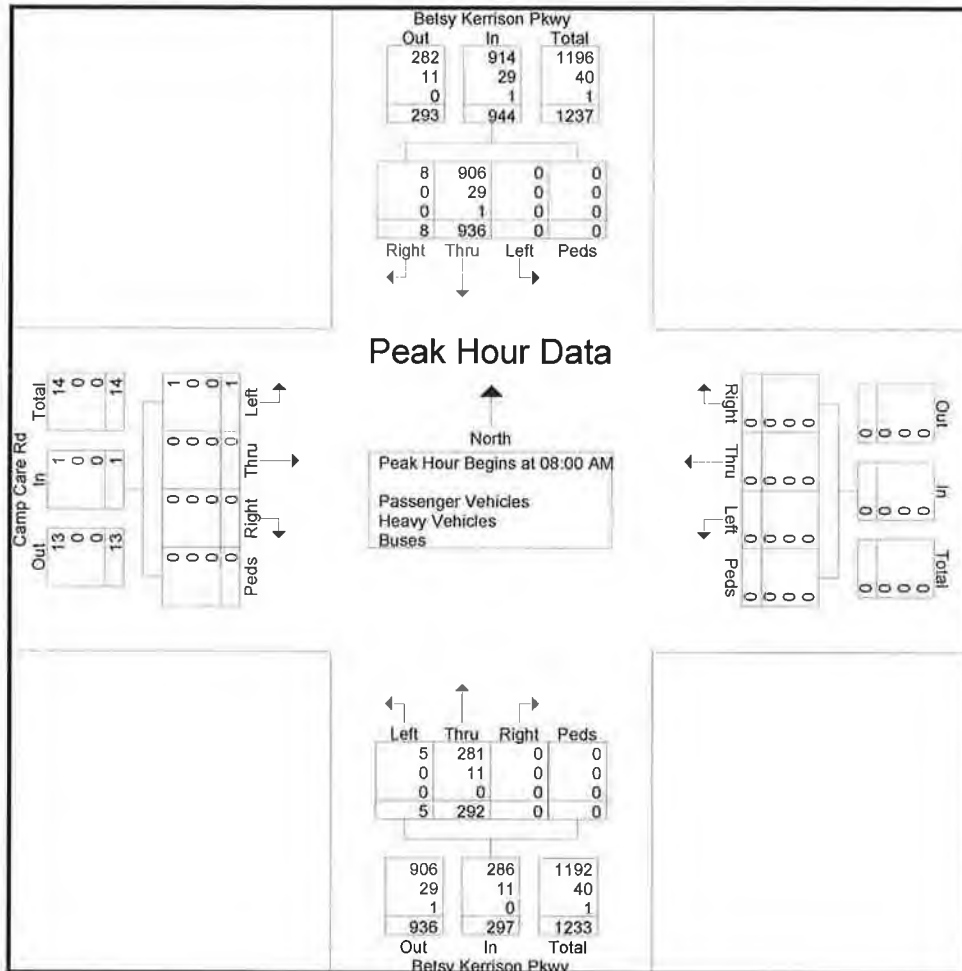 Betsy Kerrison Pkwy
Out In Total
282 914 1196
11 29 40
0 1 1
293 944 1237
8 906 0 0
0 29 0 0
0 1 0 0
8 936 0 0
Right Thru Left Peds
Peak Hour Data
North
Peak Hour Begins at 08:00 AM
Passenger Vehicles
Heavy Vehicles
Buses
Camp Care Rd
Out In Total
13 1 14
0 0 0
0 0 0
13 1 14
Peds Right Thru Left
0 0 0 1
0 0 0 0
0 0 0 0
0 0 0 1
Right Thru Left Peds
0 0 0 0
0 0 0 0
0 0 0 0
0 0 0 0
Out In Total
0 0 0
0 0 0
0 0 0
0 0 0
Left Thru Right Peds
5 281 0 0
0 11 0 0
0 0 0 0
5 292 0 0
906 286 1192
29 11 40
1 0 1
936 297 1233
Out In Total
Betsy Kerrison Pkwy